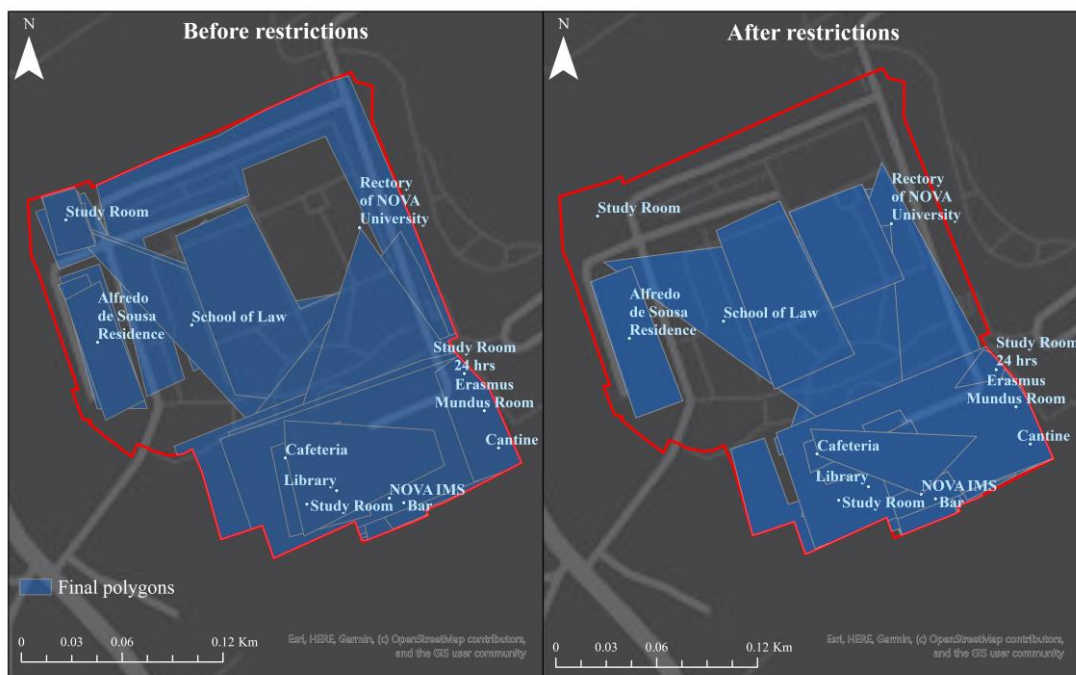 Before restrictions
N
Study Room
Rectory
of NOVA
University
Alfredo
de Sousa
Residence
School of Law
Study Room
24 hrs
Erasmus
Mundus Room
Cantine
Cafeteria
Library
NOVA IMS
Study Room
Bar
Final polygons
0 0.03 0.06 0.12 Km
Esri, HERE, Garmin, (c) OpenStreetMap contributors,
and the GIS user community
After restrictions
N
Study Room
Rectory
of NOVA
University
Alfredo
de Sousa
Residence
School of Law
Study Room
24 hrs
Erasmus
Mundus Room
Cantine
Cafeteria
Library
NOVA IMS
Study Room
Bar
0 0.03 0.06 0.12 Km
Esri, HERE, Garmin, (c) OpenStreetMap contributors,
and the GIS user community